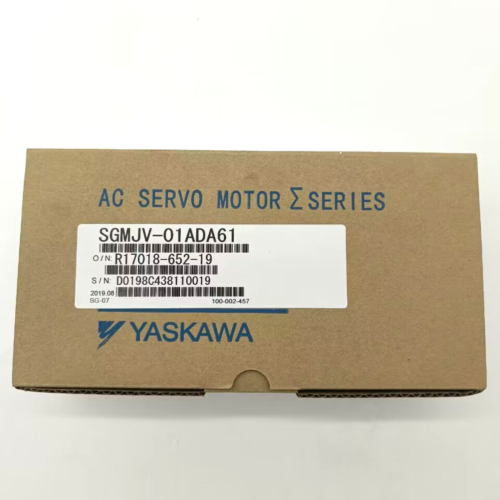 AC SERVO MOTOR Σ SERIES
SGMJV-01ADA61
O/N: R17018-652-19
S/N: D0198C438110019
2019.08
SG-07 100-002-457
YASKAWA